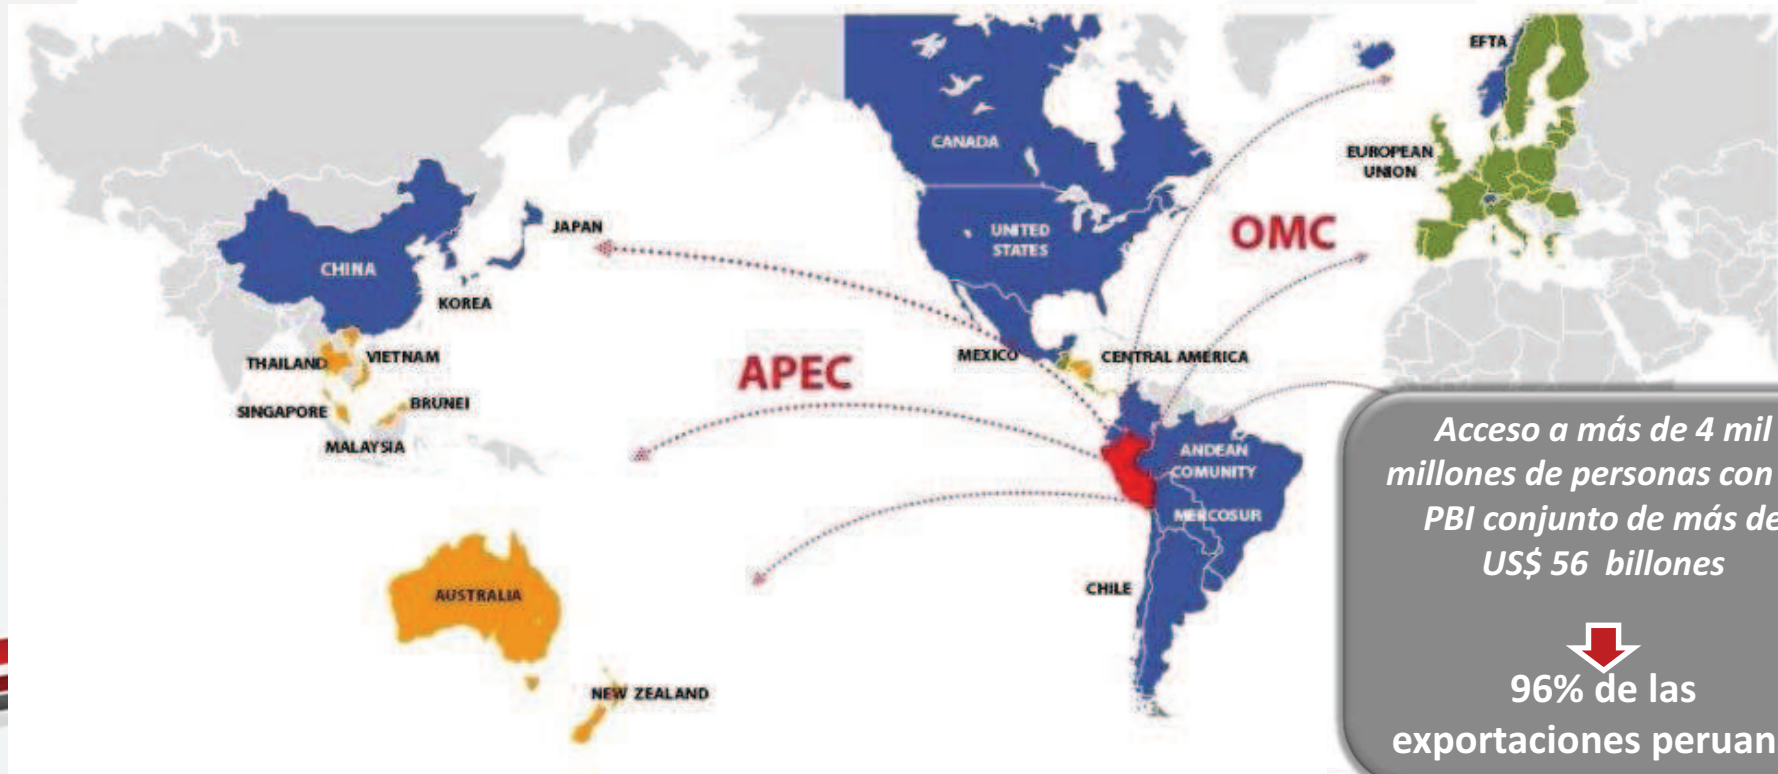 EFTA
EUROPEAN
UNION
CANADA
OMC
JAPAN
UNITED
STATES
CHINA
KOREA
THAILAND
VIETNAM
MEXICO
CENTRAL AMERICA
APEC
SINGAPORE
BRUNEI
MALAYSIA
ANDEAN
COMUNITY
MERCOSUR
CHILE
AUSTRALIA
NEW ZEALAND
Acceso a más de 4 mil
millones de personas con
PBI conjunto de más de
US$ 56 billones
96% de las
exportaciones peruan